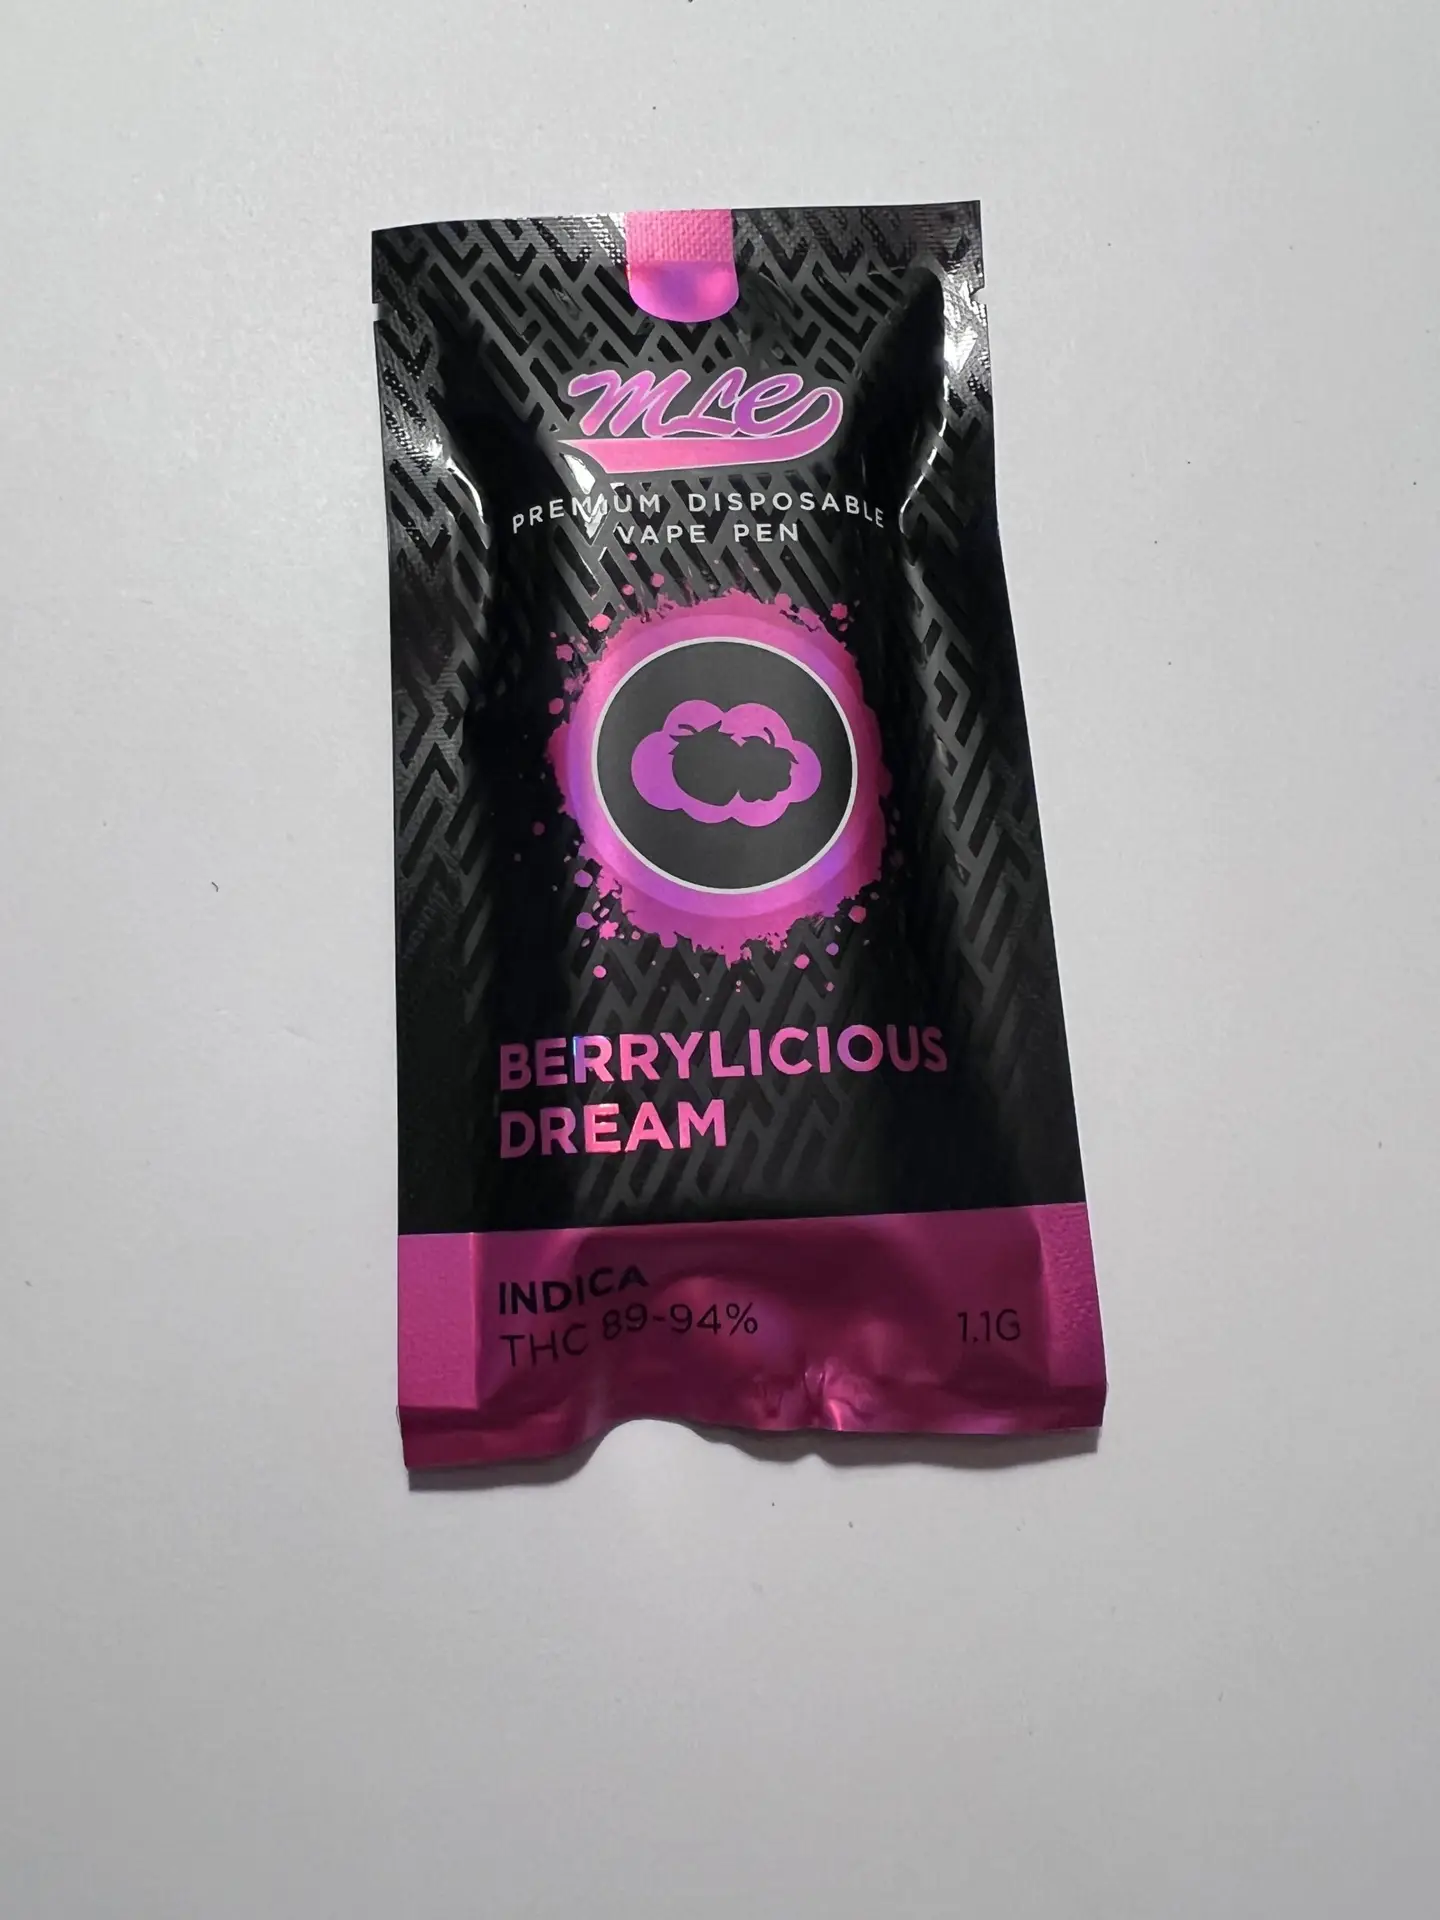 MLE
PREMIUM DISPOSABLE
VAPE PEN
BERRYLICIOUS
DREAM
INDICA
THC 89-94%
1.1G